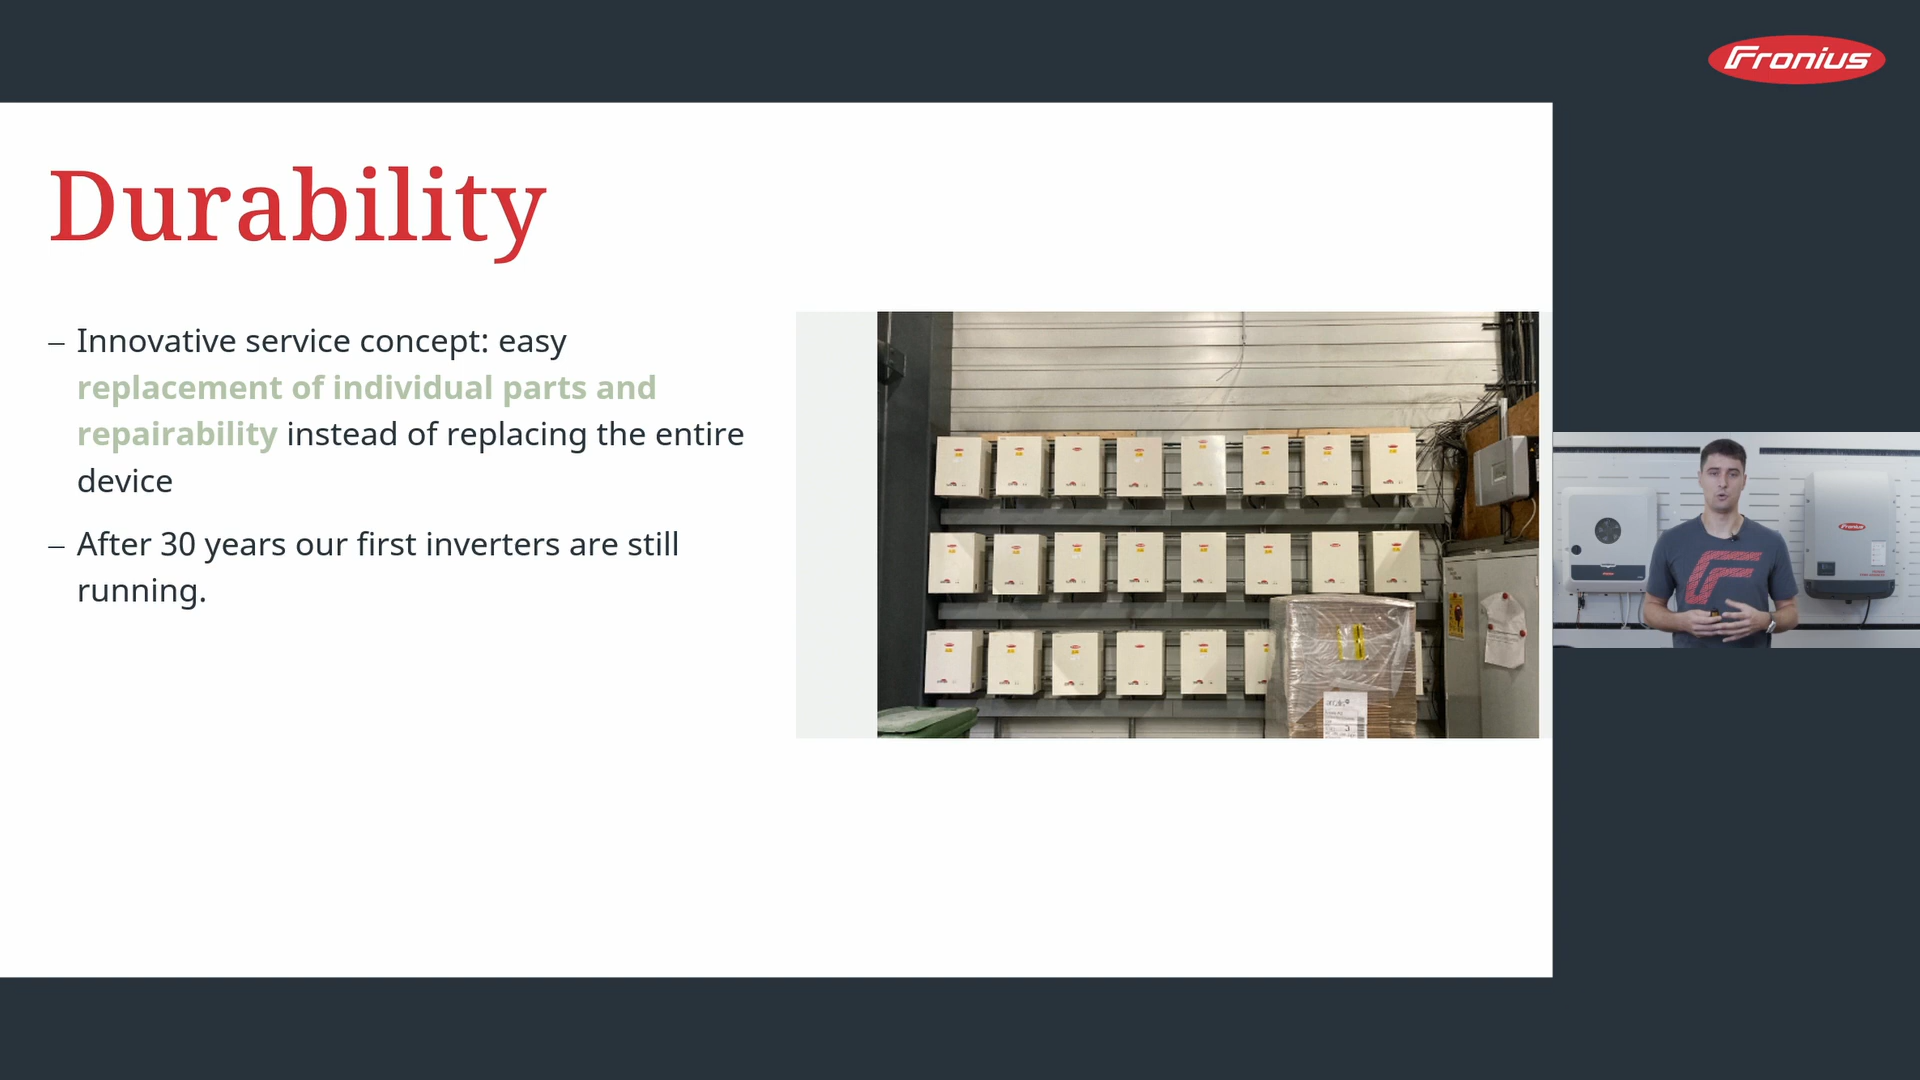 Fronius
Durability
– Innovative service concept: easy
replacement of individual parts and
repairability instead of replacing the entire
device
– After 30 years our first inverters are still
running.
Fronius